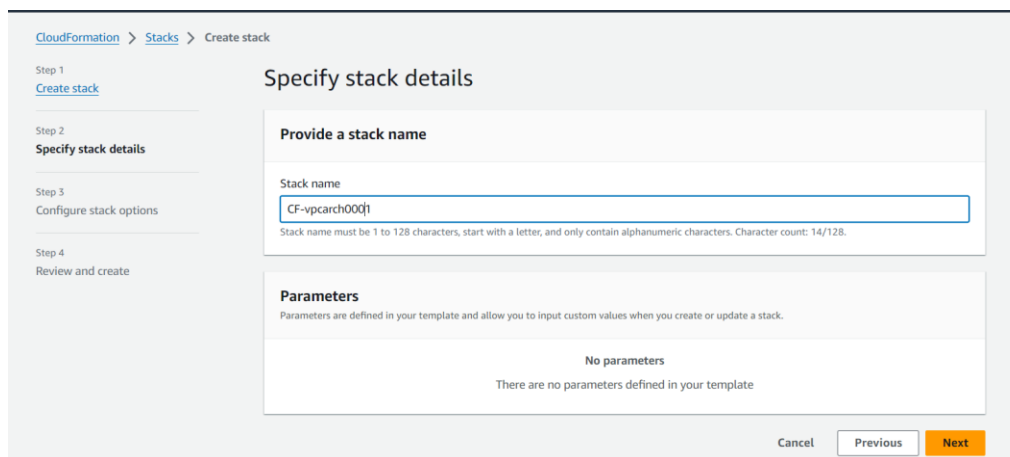 CloudFormation > Stacks > Create stack
Step 1
Create stack
Step 2
Specify stack details
Step 3
Configure stack options
Step 4
Review and create
Specify stack details
Provide a stack name
Stack name
CF-vpcarch0001
Stack name must be 1 to 128 characters, start with a letter, and only contain alphanumeric characters. Character count: 14/128.
Parameters
Parameters are defined in your template and allow you to input custom values when you create or update a stack.
No parameters
There are no parameters defined in your template
Cancel Previous Next